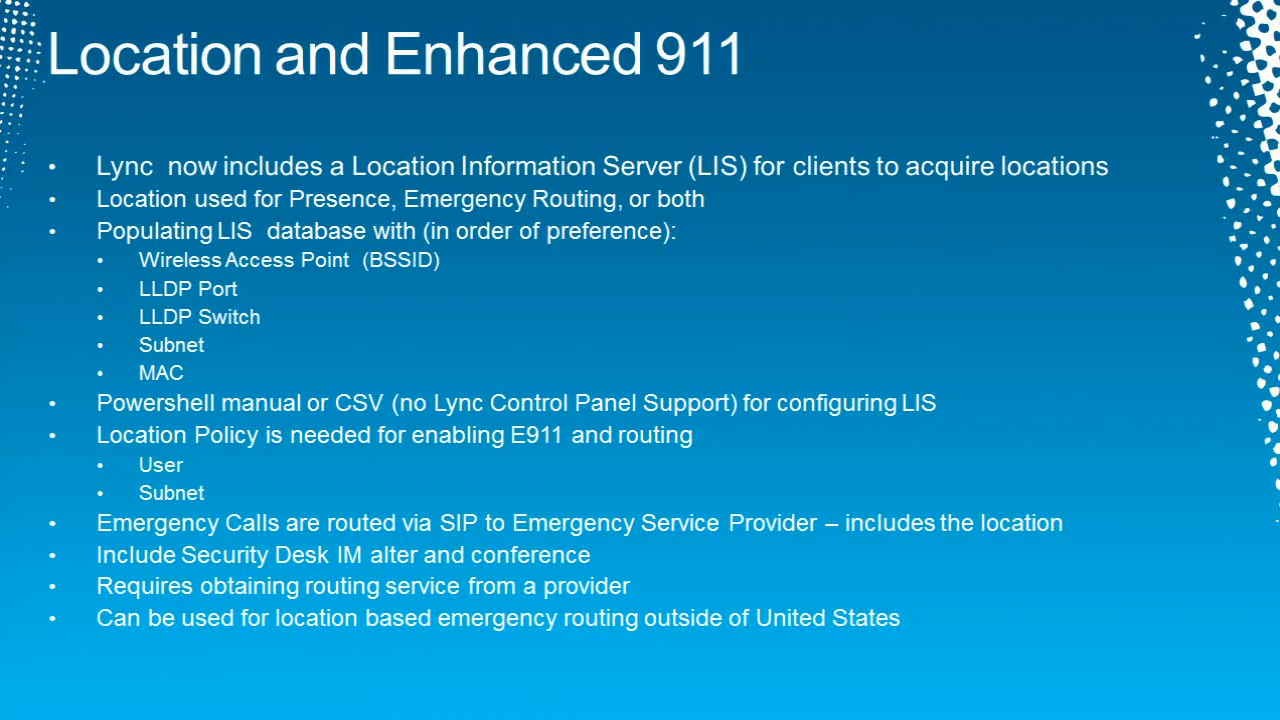 Location and Enhanced 911
• Lync now includes a Location Information Server (LIS) for clients to acquire locations
• Location used for Presence, Emergency Routing, or both
• Populating LIS database with (in order of preference):
• Wireless Access Point (BSSID)
• LLDP Port
• LLDP Switch
• Subnet
• MAC
• Powershell manual or CSV (no Lync Control Panel Support) for configuring LIS
• Location Policy is needed for enabling E911 and routing
• User
• Subnet
• Emergency Calls are routed via SIP to Emergency Service Provider – includes the location
• Include Security Desk IM alter and conference
• Requires obtaining routing service from a provider
• Can be used for location based emergency routing outside of United States